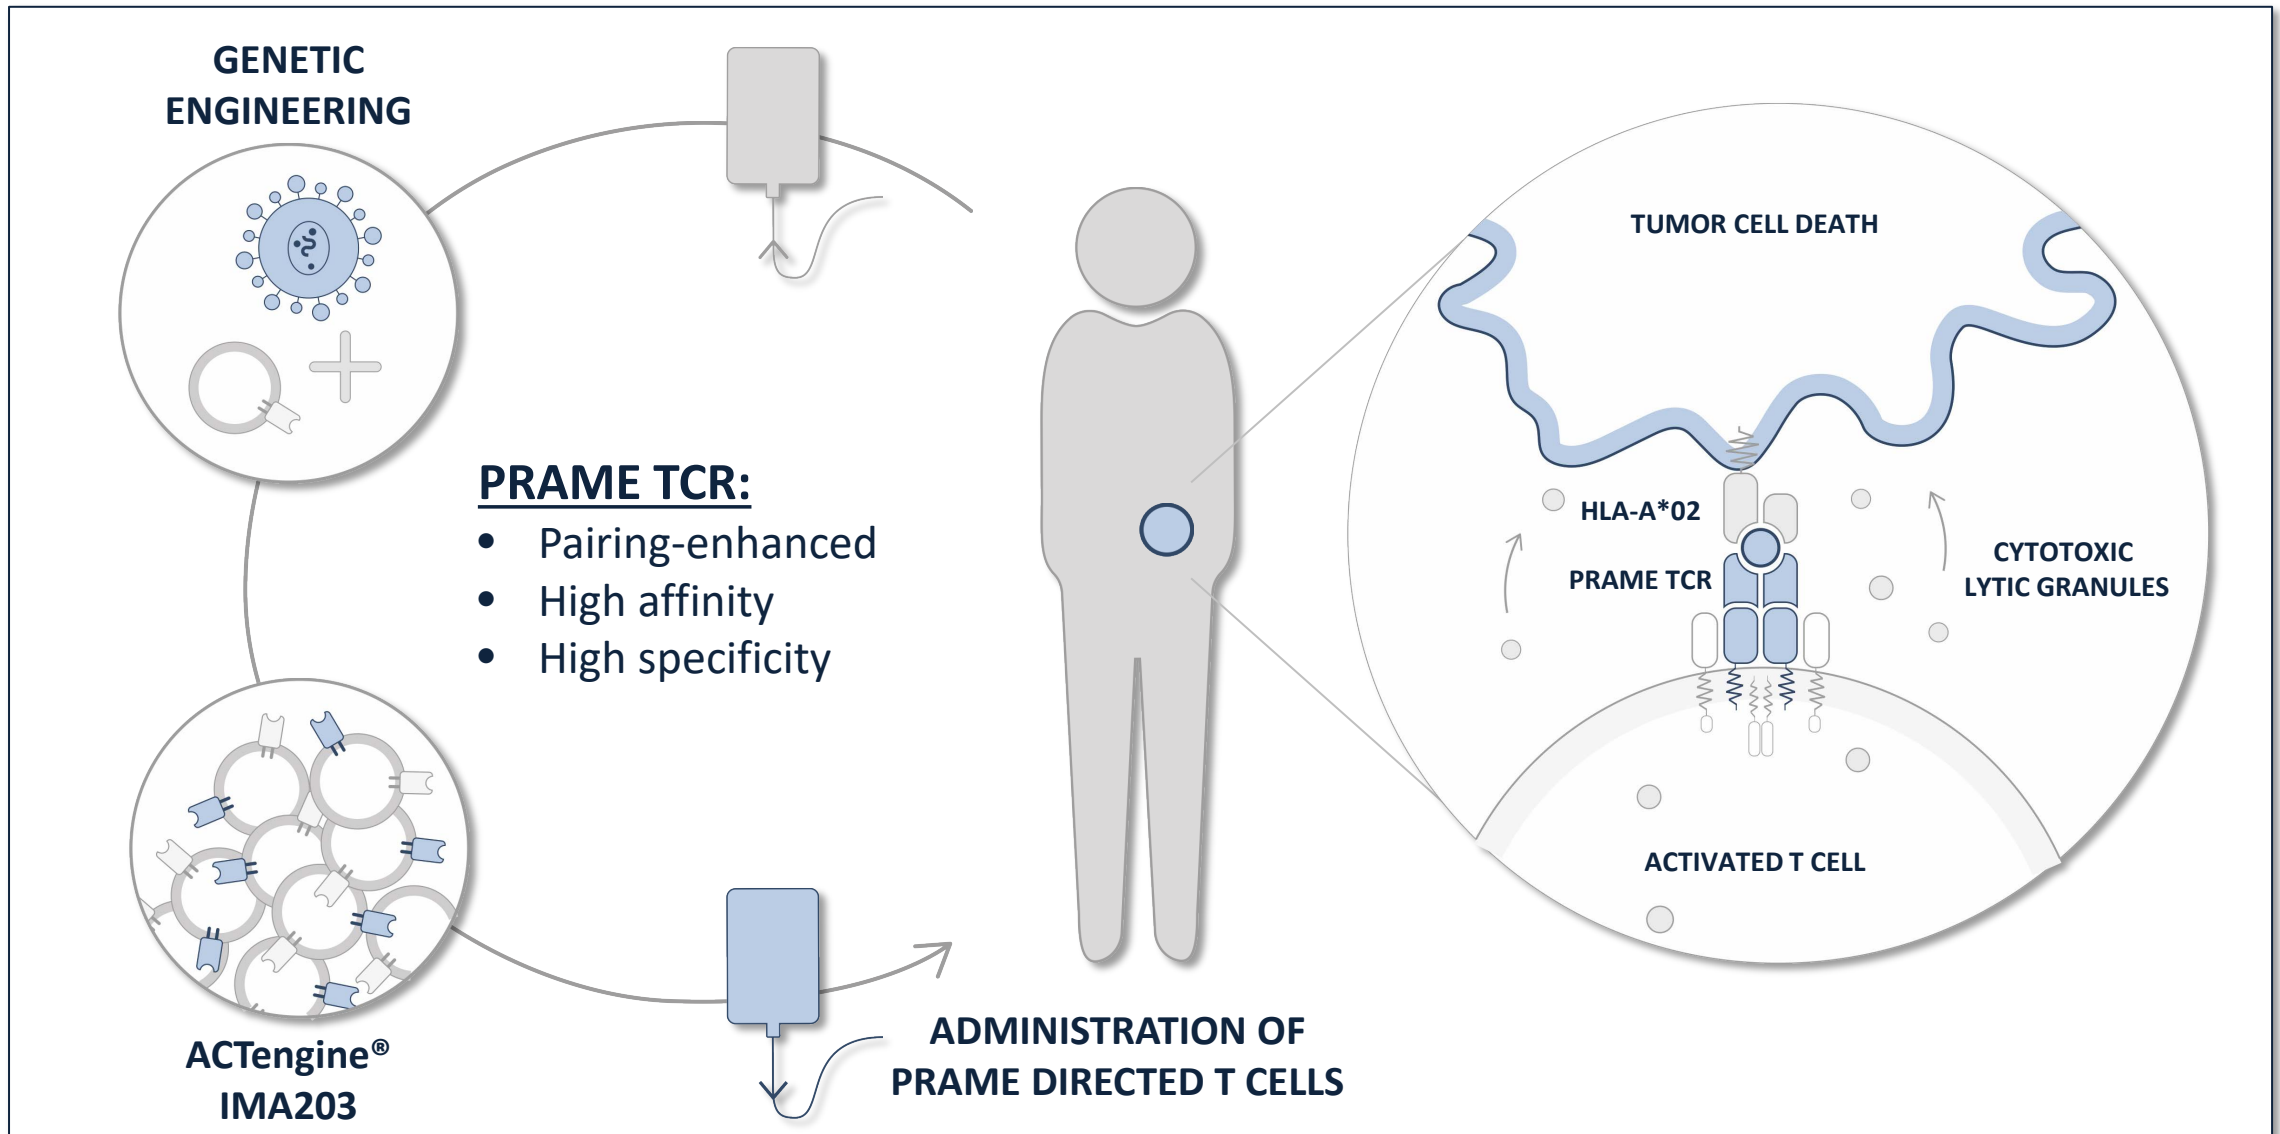 GENETIC
ENGINEERING
PRAME TCR:
• Pairing-enhanced
• High affinity
• High specificity
ACTengine®
IMA203
ADMINISTRATION OF
PRAME DIRECTED T CELLS
TUMOR CELL DEATH
HLA-A*02
PRAME TCR
CYTOTOXIC
LYTIC GRANULES
ACTIVATED T CELL